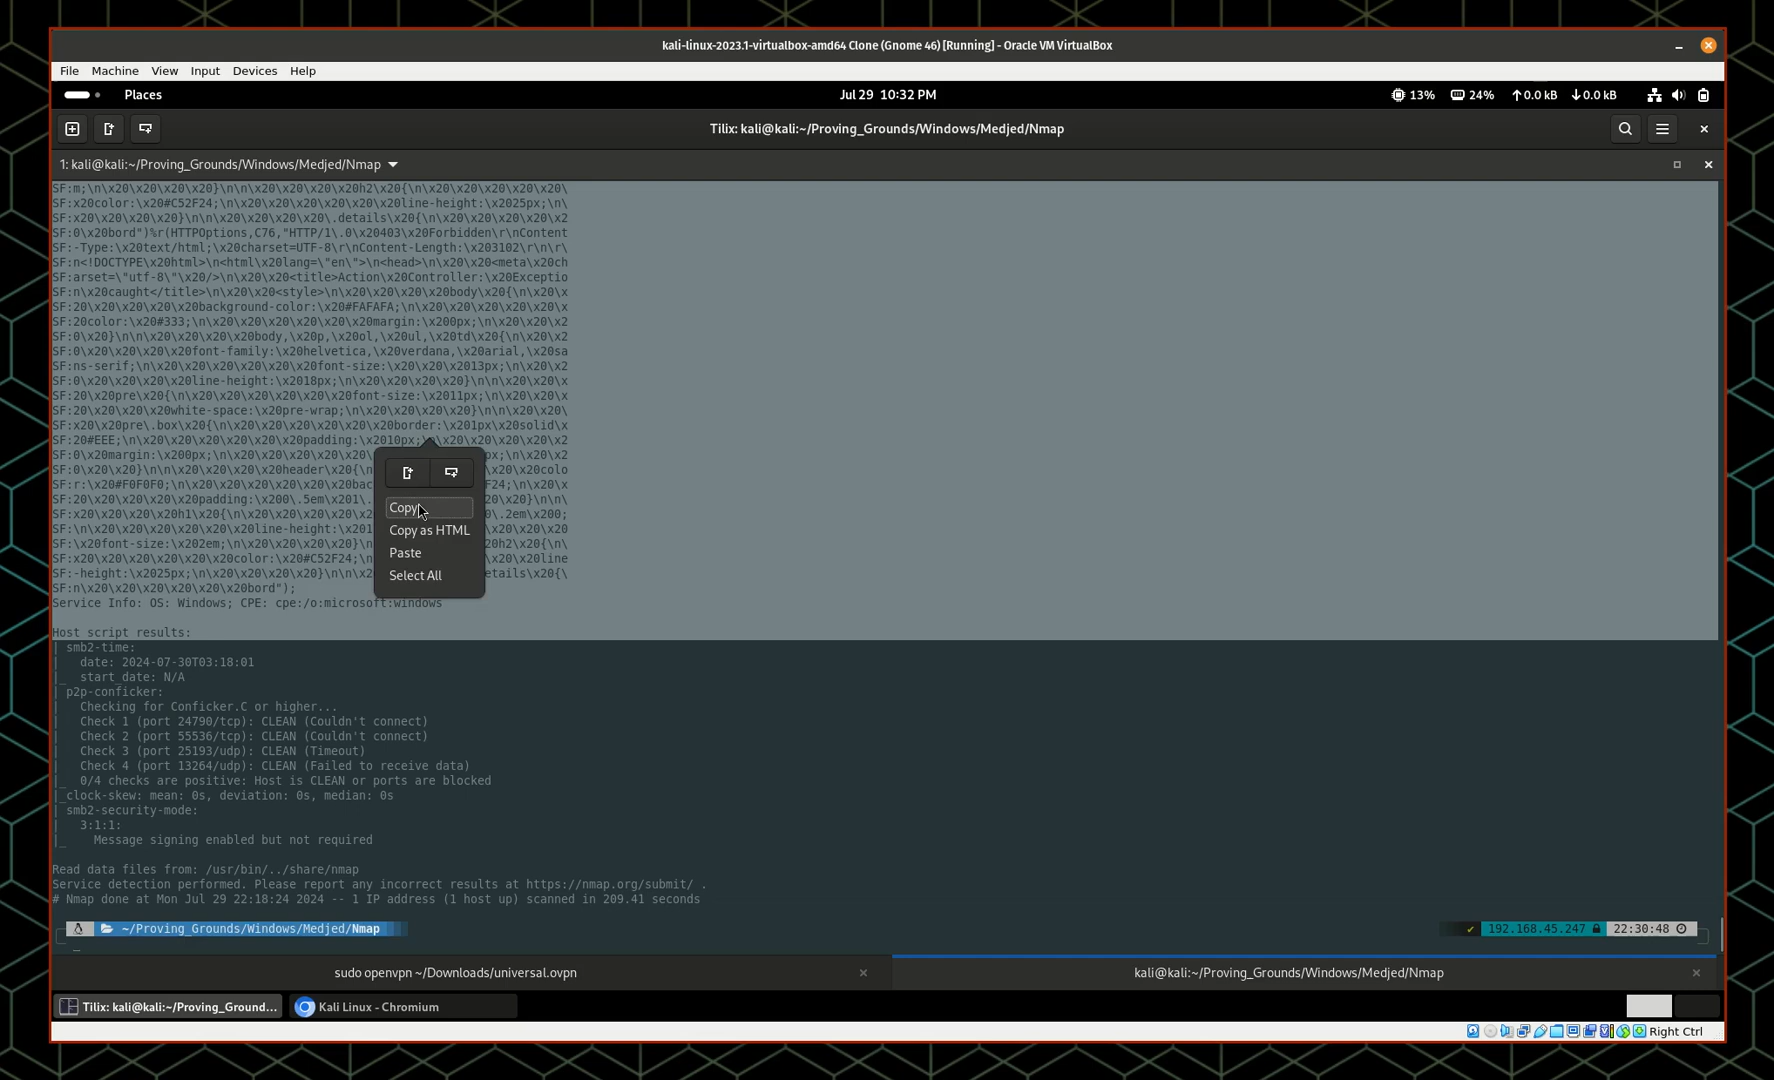 kali-linux-2023.1-virtualbox-amd64 Clone (Gnome 46) [Running] - Oracle VM VirtualBox
File Machine View Input Devices Help
Places Jul 29 10:32 PM 13% 24% 0.0 kB 0.0 kB
Tilix: kali@kali:~/Proving_Grounds/Windows/Medjed/Nmap
1: kali@kali:~/Proving_Grounds/Windows/Medjed/Nmap
SF:m;\n\x20\x20\x20\x20}\n\n\x20\x20\x20\x20h2\x20{\n\x20\x20\x20\x20\x20\
SF:x20color:\x20#C52F24;\n\x20\x20\x20\x20\x20\x20line-height:\x2025px;\n\
SF:x20\x20\x20\x20}\n\n\x20\x20\x20\x20\.details\x20{\n\x20\x20\x20\x20\x2
SF:0\x20bord")%r(HTTPOptions,C76,"HTTP/1\.0\x20403\x20Forbidden\r\nContent
SF:-Type:\x20text/html;\x20charset=UTF-8\r\nContent-Length:\x203102\r\n\r\
SF:n<!DOCTYPE\x20html>\n<html\x20lang=\"en\">\n<head>\n\x20\x20<meta\x20ch
SF:arset=\"utf-8\"\x20/>\n\x20\x20<title>Action\x20Controller:\x20Exceptio
SF:n\x20caught</title>\n\x20\x20<style>\n\x20\x20\x20\x20body\x20{\n\x20\x
SF:20\x20\x20\x20\x20background-color:\x20#FAFAFA;\n\x20\x20\x20\x20\x20\x
SF:20color:\x20#333;\n\x20\x20\x20\x20\x20\x20margin:\x200px;\n\x20\x20\x2
SF:0\x20}\n\n\x20\x20\x20\x20body,\x20p,\x20ol,\x20ul,\x20td\x20{\n\x20\x2
SF:0\x20\x20\x20\x20font-family:\x20helvetica,\x20verdana,\x20arial,\x20sa
SF:ns-serif;\n\x20\x20\x20\x20\x20\x20font-size:\x20\x2013px;\n\x20\x20\x2
SF:0\x20\x20\x20line-height:\x2018px;\n\x20\x20\x20\x20}\n\n\x20\x20\x20\x
SF:20\x20pre\x20{\n\x20\x20\x20\x20\x20\x20font-size:\x2011px;\n\x20\x20\x
SF:20\x20\x20\x20white-space:\x20pre-wrap;\n\x20\x20\x20\x20}\n\n\x20\x20\
SF:x20\x20pre\.box\x20{\n\x20\x20\x20\x20\x20\x20border:\x201px\x20solid\x
SF:20#EEE;\n\x20\x20\x20\x20\x20\x20padding:\x2010px;\n\x20\x20\x20\x20\x2
SF:0\x20margin:\x200px;\n\x20\x20\x20\x20 px;\n\x20\x20\x20\x2
SF:0\x20}\n\n\x20\x20\x20\x20header\x20{\n \x20\x20colo
SF:r:\x20#F0F0F0;\n\x20\x20\x20\x20\x20\x20bac F24;\n\x20\x
SF:20\x20\x20\x20\x20padding:\x200\.5em\x201\. 0\x20}\n\n\
SF:x20\x20\x20\x20h1\x20{\n\x20\x20\x20\x20\x20 \.2em\x200;
SF:\n\x20\x20\x20\x20\x20\x20line-height:\x201 \x20\x20\x20
SF:\x20font-size:\x202em;\n\x20\x20\x20\x20}\n 20h2\x20{\n
SF:x20\x20\x20\x20\x20\x20color:\x20#C52F24;\n \x20\x20line
SF:-height:\x2025px;\n\x20\x20\x20\x20}\n\n\x2 etails\x20{\
SF:n\x20\x20\x20\x20\x20\x20bord");
Service Info: OS: Windows; CPE: cpe:/o:microsoft:windows
Copy
Copy as HTML
Paste
Select All
Host script results:
| smb2-time:
|   date: 2024-07-30T03:18:01
|_  start_date: N/A
| p2p-conficker:
|   Checking for Conficker.C or higher...
|   Check 1 (port 24790/tcp): CLEAN (Couldn't connect)
|   Check 2 (port 55536/tcp): CLEAN (Couldn't connect)
|   Check 3 (port 25193/udp): CLEAN (Timeout)
|   Check 4 (port 13264/udp): CLEAN (Failed to receive data)
|_  0/4 checks are positive: Host is CLEAN or ports are blocked
|_clock-skew: mean: 0s, deviation: 0s, median: 0s
| smb2-security-mode:
|   3:1:1:
|_    Message signing enabled but not required
Read data files from: /usr/bin/../share/nmap
Service detection performed. Please report any incorrect results at https://nmap.org/submit/ .
# Nmap done at Mon Jul 29 22:18:24 2024 -- 1 IP address (1 host up) scanned in 209.41 seconds
~/Proving_Grounds/Windows/Medjed/Nmap ✔ 192.168.45.247 22:30:48
sudo openvpn ~/Downloads/universal.ovpn kali@kali:~/Proving_Grounds/Windows/Medjed/Nmap
Tilix: kali@kali:~/Proving_Ground... Kali Linux - Chromium
Right Ctrl